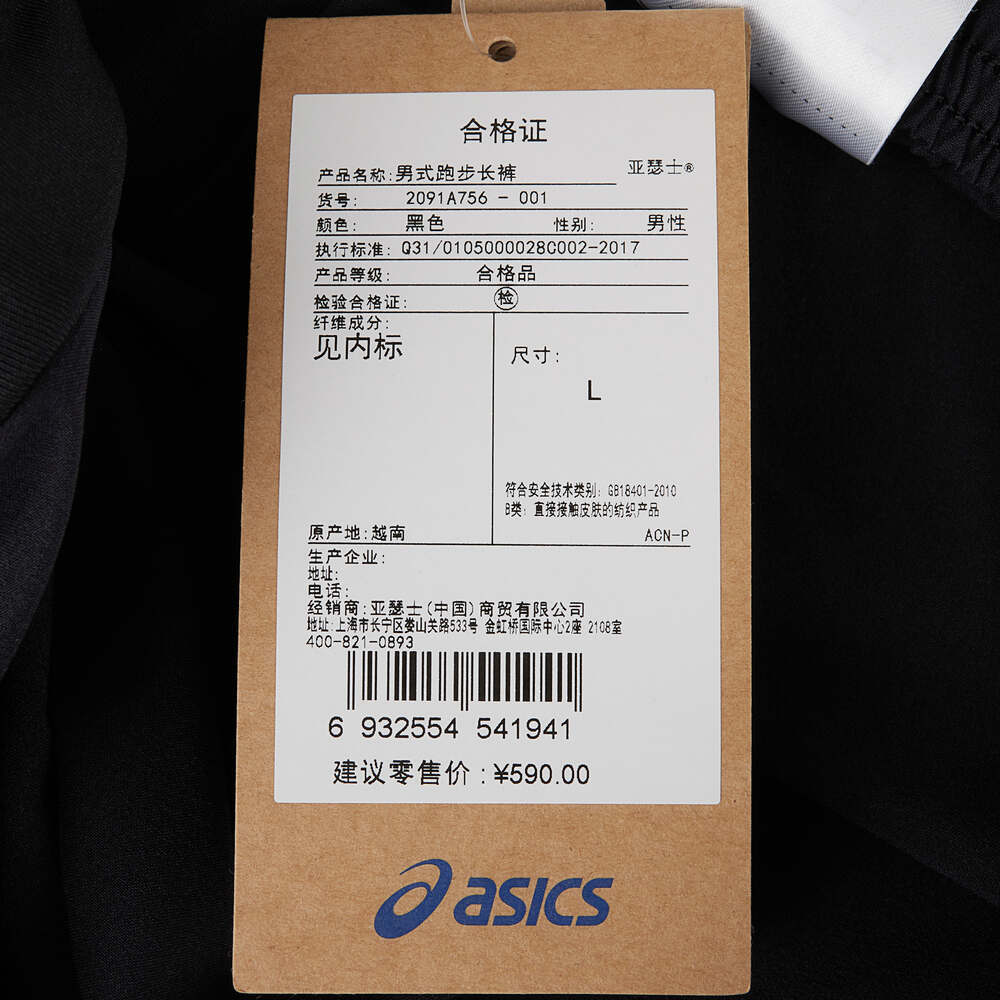 合格证
亚瑟士®
产品名称:男式跑步长裤
货号: 2091A756 - 001
颜色: 黑色 性别: 男性
执行标准: Q31/0105000028C002-2017
产品等级: 合格品
检验合格证: 检
纤维成分:
见内标
尺寸:
L
符合安全技术类别: GB18401-2010
B类: 直接接触皮肤的纺织产品
原产地:越南
ACN-P
生产企业:
地址:
电话:
经销商:亚瑟士(中国)商贸有限公司
地址:上海市长宁区娄山关路533号 金虹桥国际中心2座 2108室
400-821-0893
6 932554 541941
建议零售价:¥590.00
asics